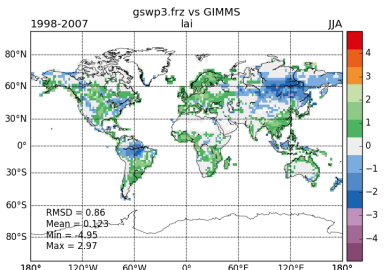 gswp3.frz vs GIMMS
1998-2007 lai JJA
80°N
60°N
30°N
0°
30°S
60°S
80°S
RMSD = 0.86
Mean = 0.123
Min = -4.95
Max = 2.97
180° 120°W 60°W 0° 60°E 120°E 180°
4
3
2
1
0
−1
−2
−3
−4